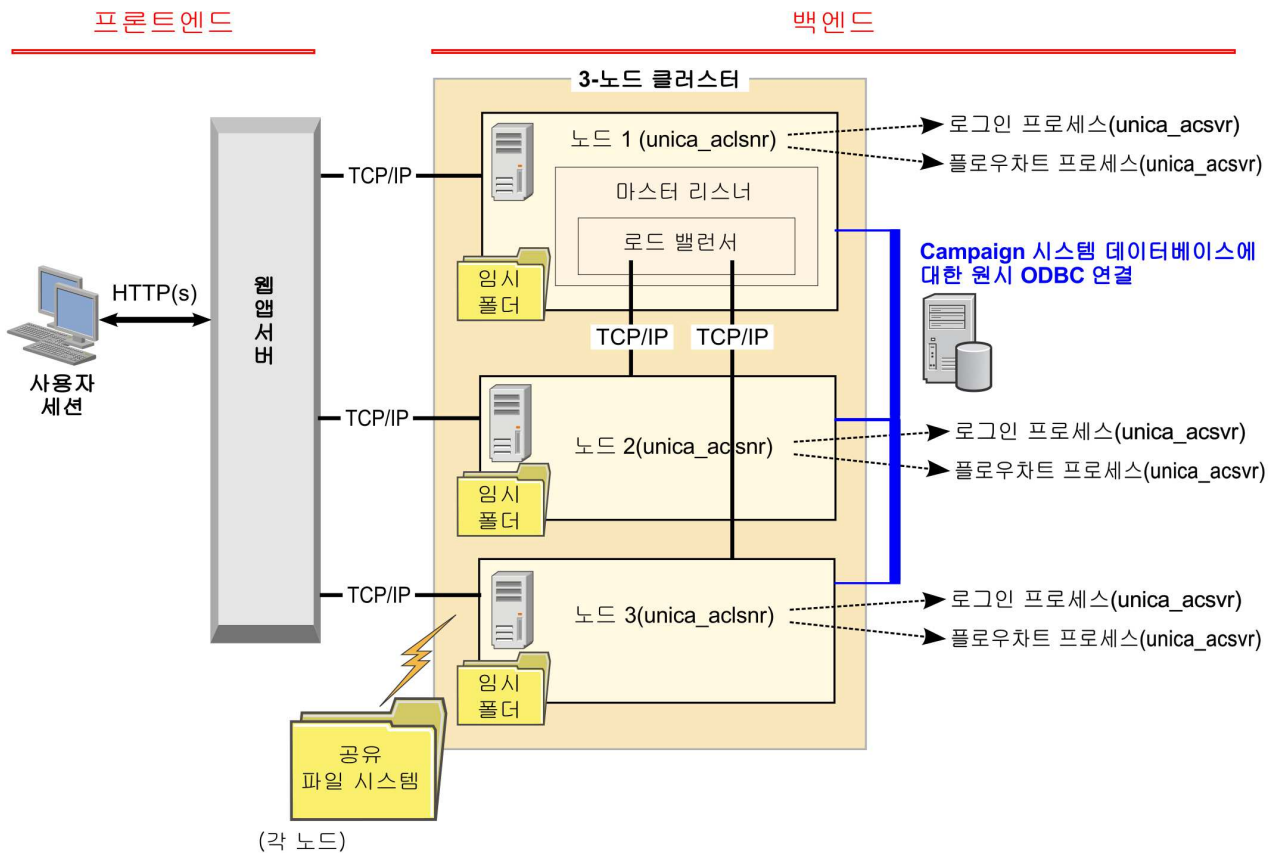 프론트엔드
백엔드
3-노드 클러스터
노드 1 (unica_aclsnr)
로그인 프로세스(unica_acsvr)
플로우차트 프로세스(unica_acsvr)
TCP/IP
마스터 리스너
로드 밸런서
임시
폴더
Campaign 시스템 데이터베이스에
대한 원시 ODBC 연결
HTTP(s)
웹
앱
서
버
사용자
세션
TCP/IP
TCP/IP
TCP/IP
노드 2(unica_aclsnr)
로그인 프로세스(unica_acsvr)
플로우차트 프로세스(unica_acsvr)
임시
폴더
TCP/IP
노드 3(unica_aclsnr)
로그인 프로세스(unica_acsvr)
플로우차트 프로세스(unica_acsvr)
임시
폴더
공유
파일 시스템
(각 노드)